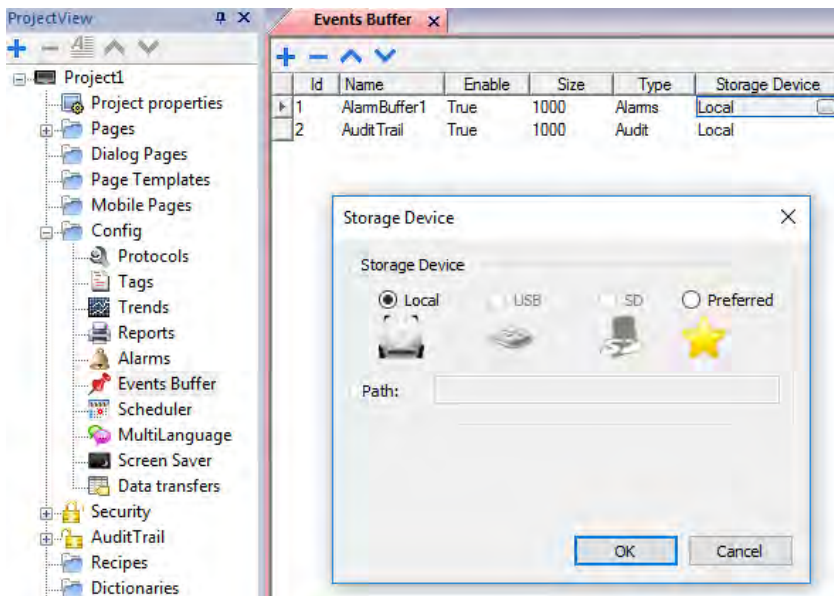 ProjectView
Project1
Project properties
Pages
Dialog Pages
Page Templates
Mobile Pages
Config
Protocols
Tags
Trends
Reports
Alarms
Events Buffer
Scheduler
MultiLanguage
Screen Saver
Data transfers
Security
AuditTrail
Recipes
Dictionaries
Events Buffer
Id Name Enable Size Type Storage Device
1 AlarmBuffer1 True 1000 Alarms Local ...
2 AuditTrail True 1000 Audit Local
Storage Device
Storage Device
Local USB SD Preferred
Path:
OK Cancel